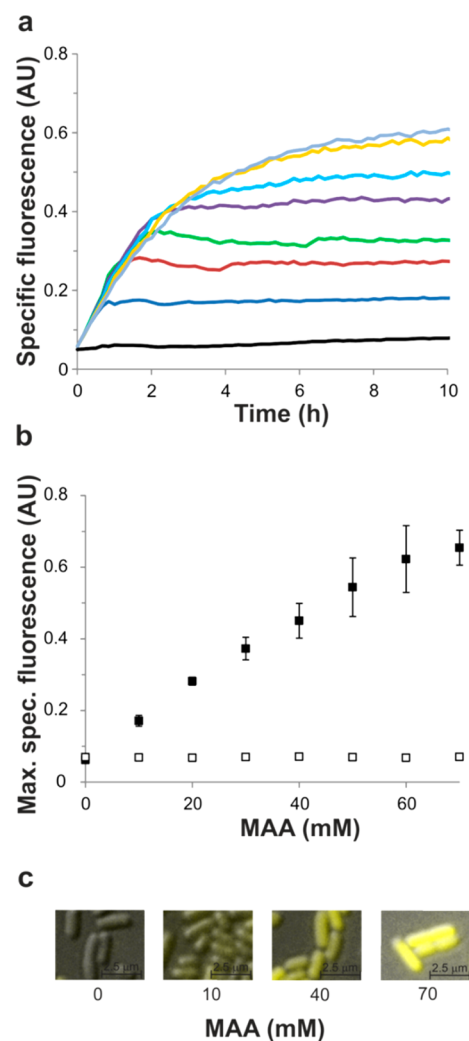 a
Specific fluorescence (AU)
0.8
0.6
0.4
0.2
0
0 2 4 6 8 10
Time (h)
b
Max. spec. fluorescence (AU)
0.8
0.6
0.4
0.2
0
0 20 40 60
MAA (mM)
c
2.5 µm 2.5 µm 2.5 µm 2.5 µm
0 10 40 70
MAA (mM)